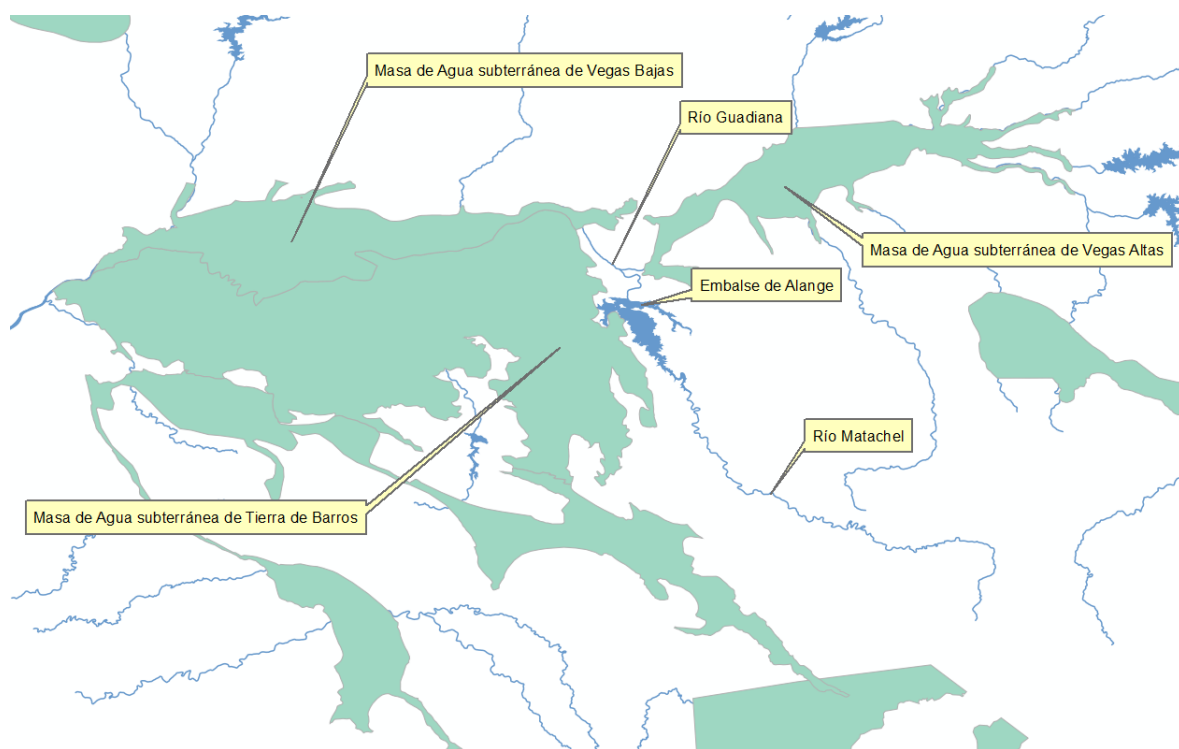 Masa de Agua subterránea de Vegas Bajas
Río Guadiana
Masa de Agua subterránea de Vegas Altas
Embalse de Alange
Río Matachel
Masa de Agua subterránea de Tierra de Barros